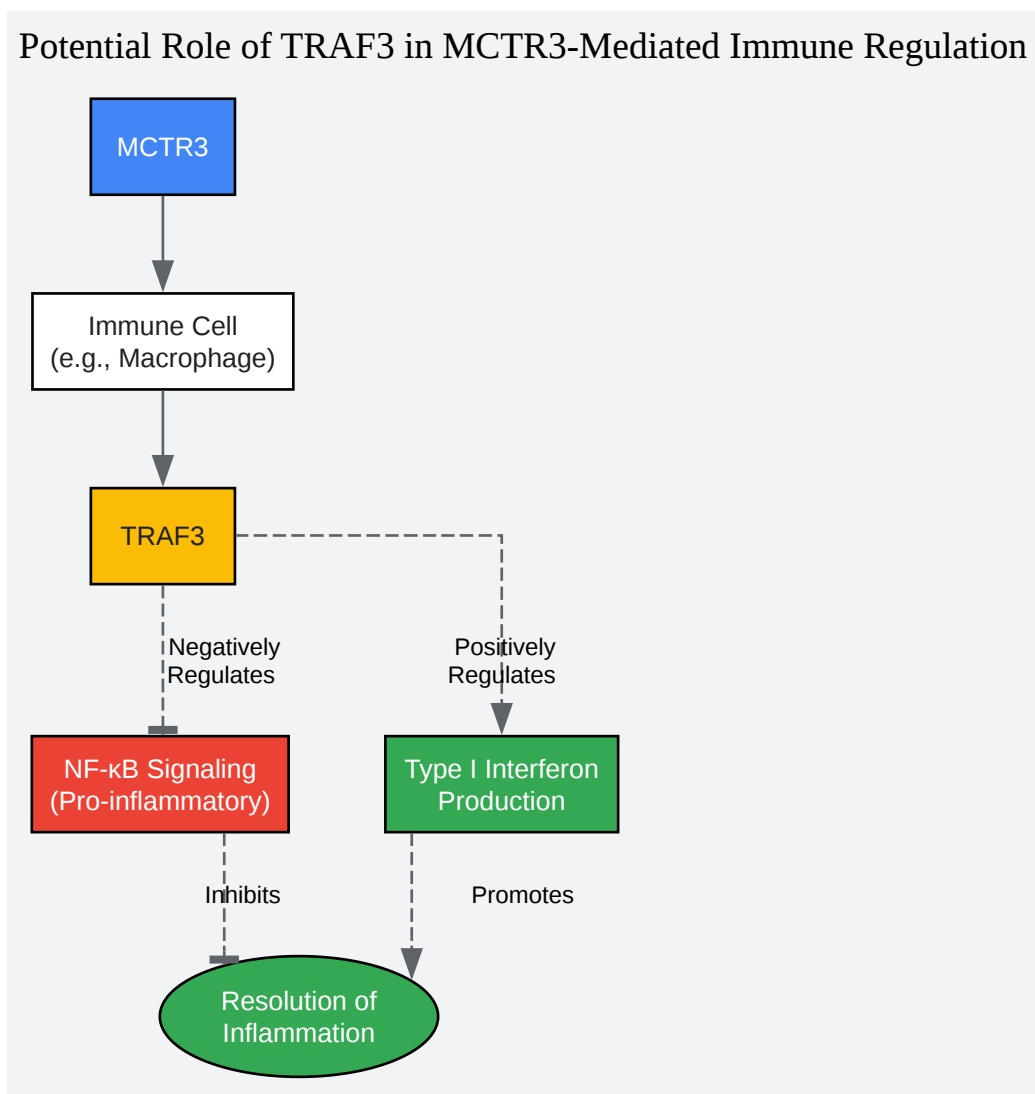 Potential Role of TRAF3 in MCTR3-Mediated Immune Regulation
MCTR3
Immune Cell
(e.g., Macrophage)
TRAF3
Negatively
Regulates
Positively
Regulates
NF-κB Signaling
(Pro-inflammatory)
Type I Interferon
Production
Inhibits
Promotes
Resolution of
Inflammation